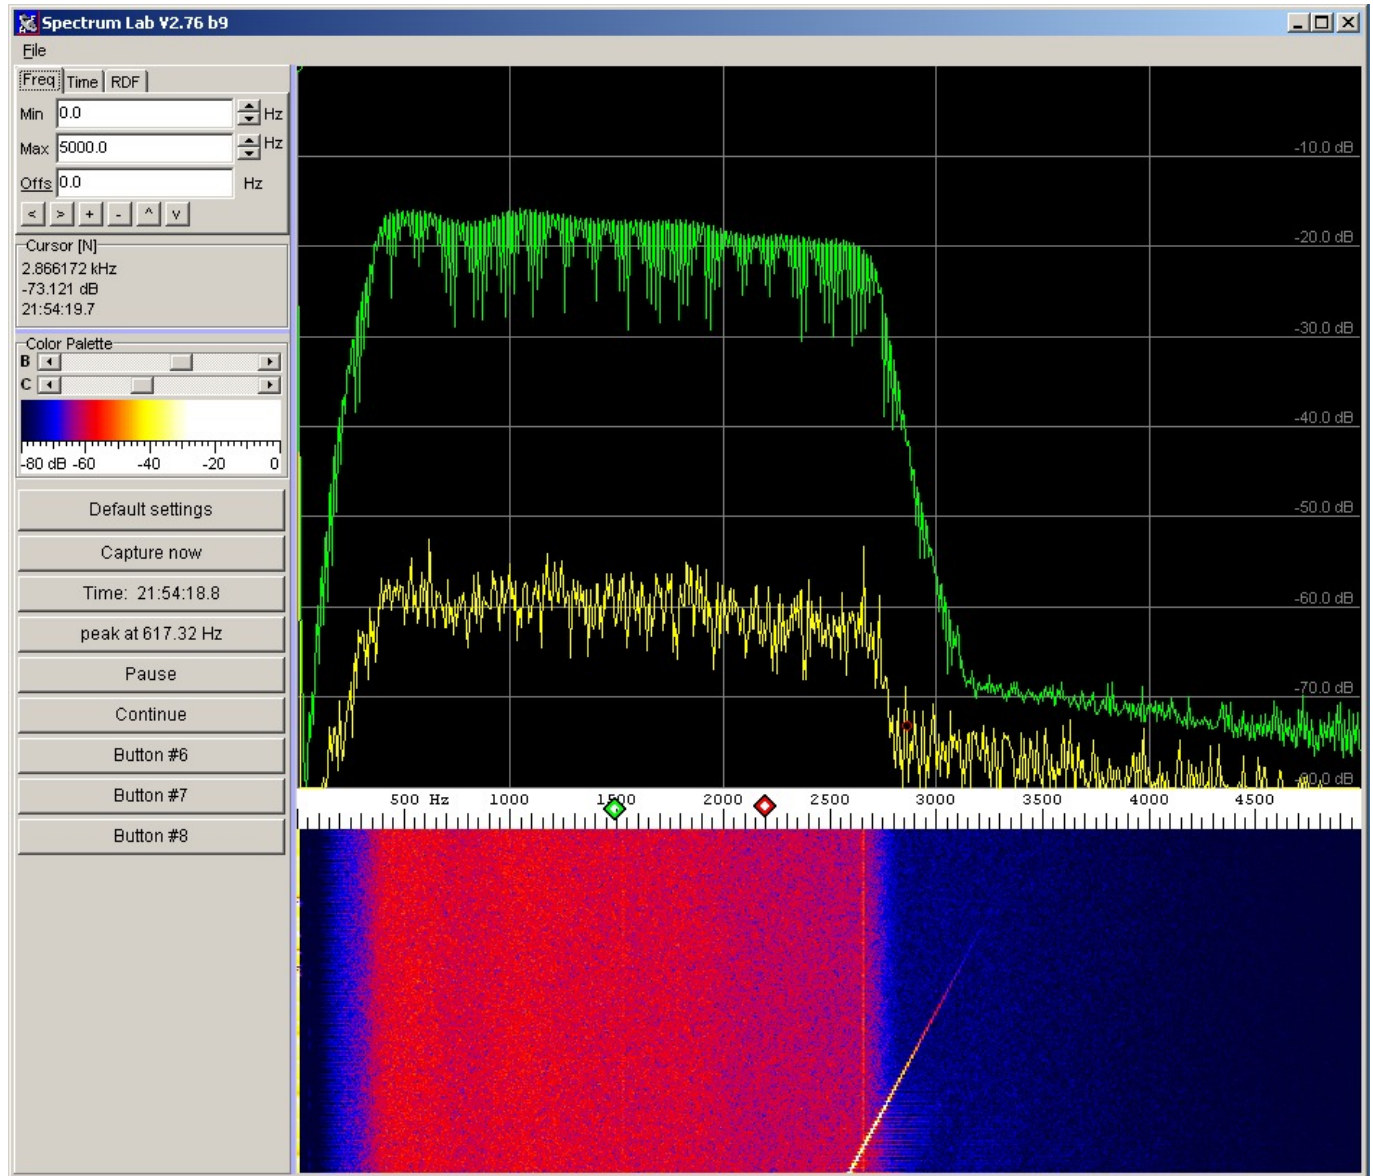 Spectrum Lab V2.76 b9
File
Freq Time RDF
Min 0.0 Hz
Max 5000.0 Hz
Offs 0.0 Hz
< > + - ^ v
Cursor [N]
2.866172 kHz
-73.121 dB
21:54:19.7
Color Palette
B
C
-80 dB -60 -40 -20 0
Default settings
Capture now
Time: 21:54:18.8
peak at 617.32 Hz
Pause
Continue
Button #6
Button #7
Button #8
-10.0 dB
-20.0 dB
-30.0 dB
-40.0 dB
-50.0 dB
-60.0 dB
-70.0 dB
-80.0 dB
500 Hz 1000 1500 2000 2500 3000 3500 4000 4500